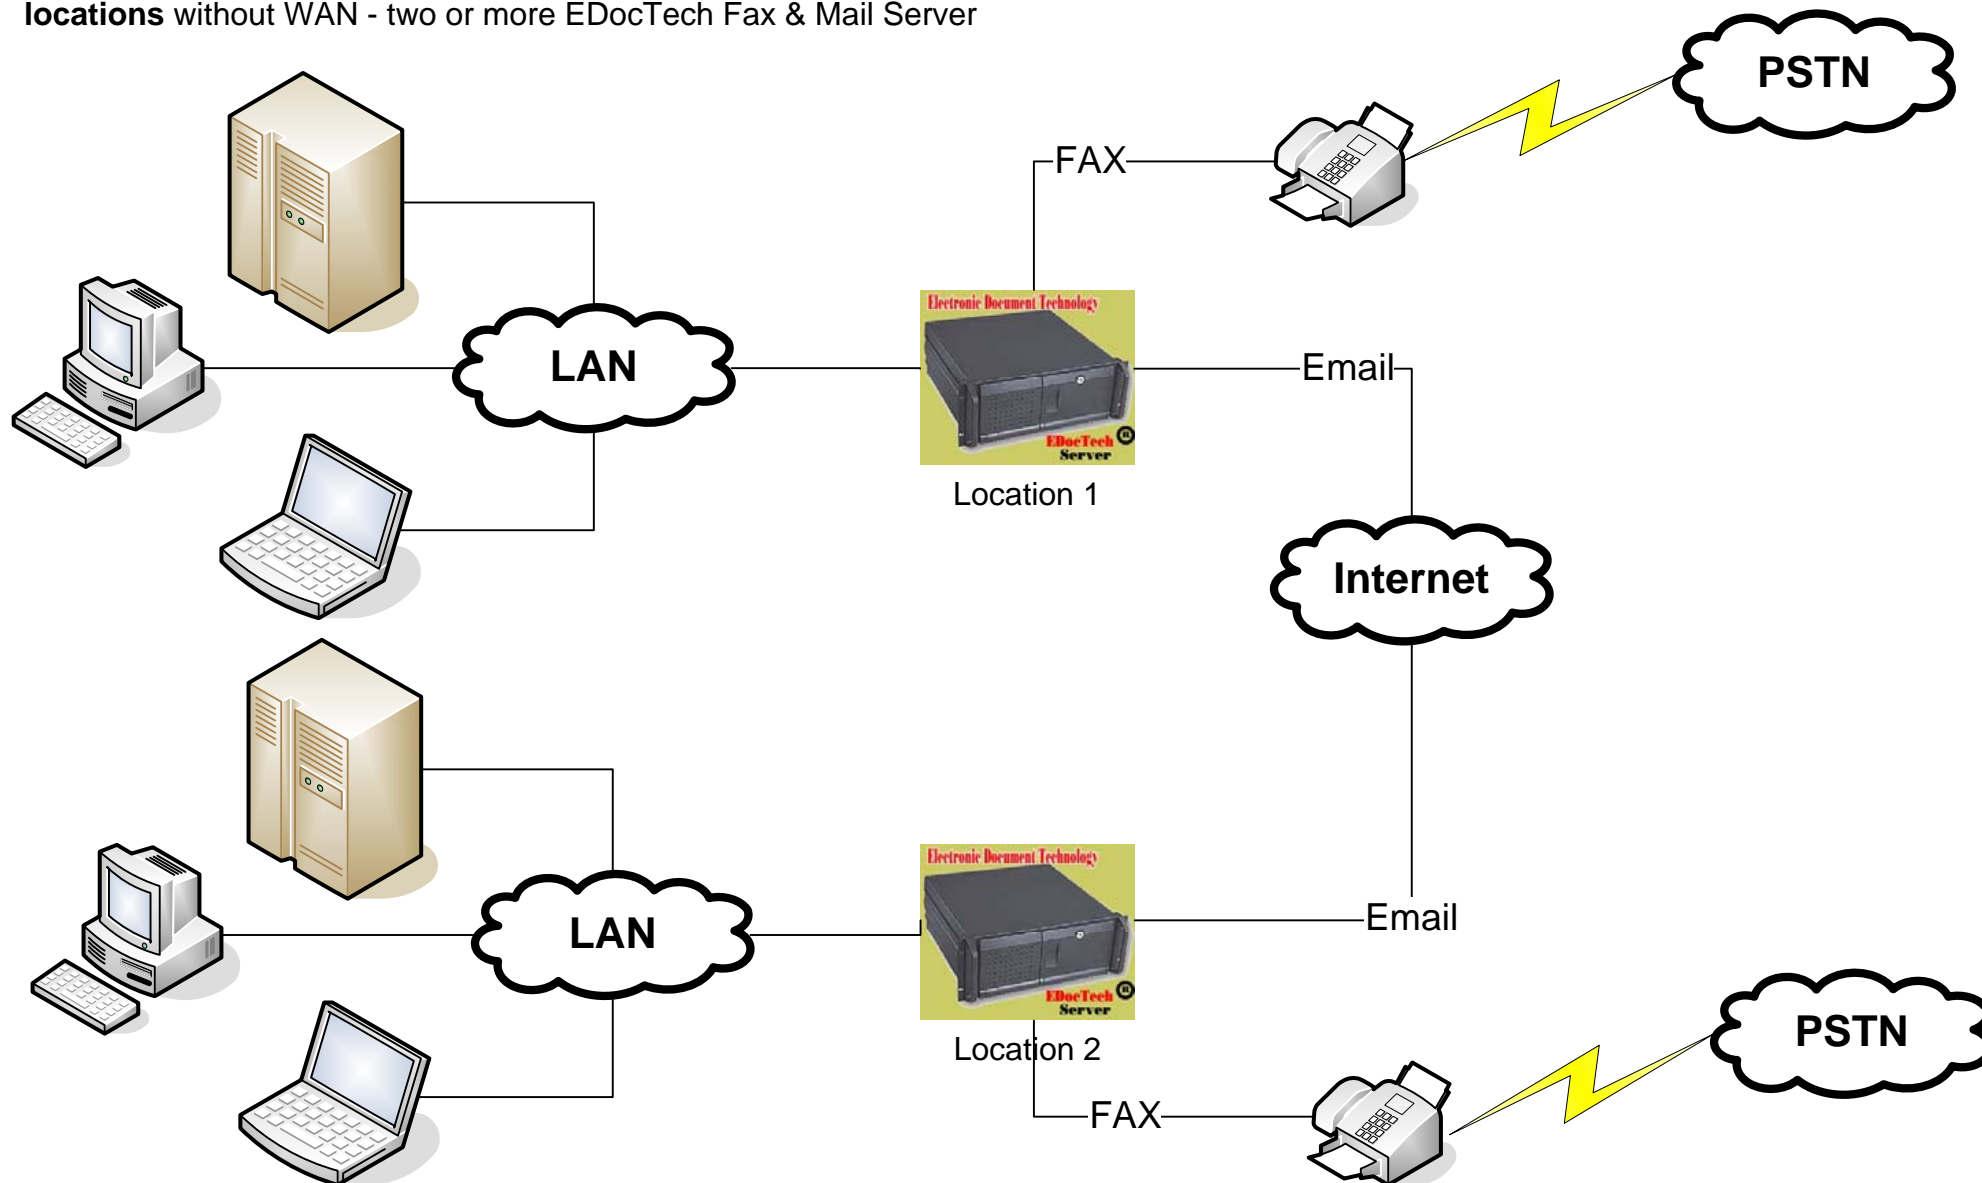 locations without WAN - two or more EDocTech Fax & Mail Server
PSTN
FAX
Electronic Document Technology
LAN
Email
EDocTech ®
Server
Location 1
Internet
Electronic Document Technology
LAN
Email
EDocTech ®
Server
Location 2
PSTN
FAX